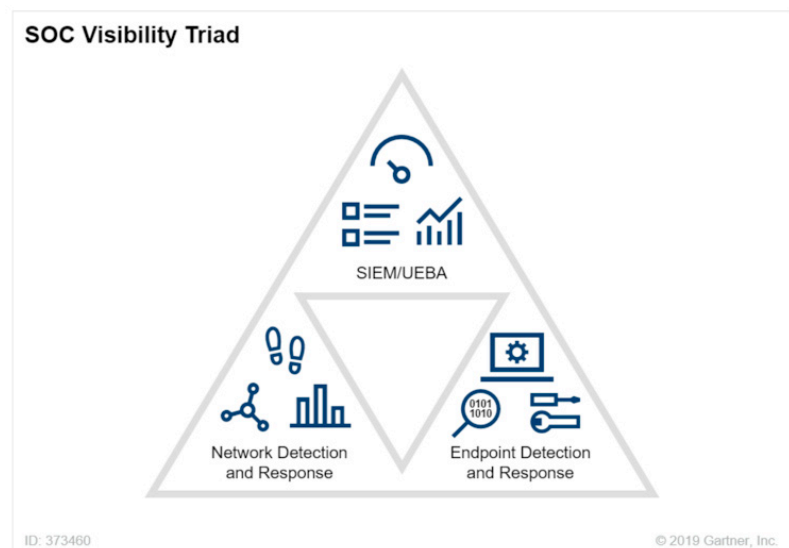 SOC Visibility Triad
SIEM/UEBA
0101
1010
Network Detection
and Response
Endpoint Detection
and Response
ID: 373460
© 2019 Gartner, Inc.